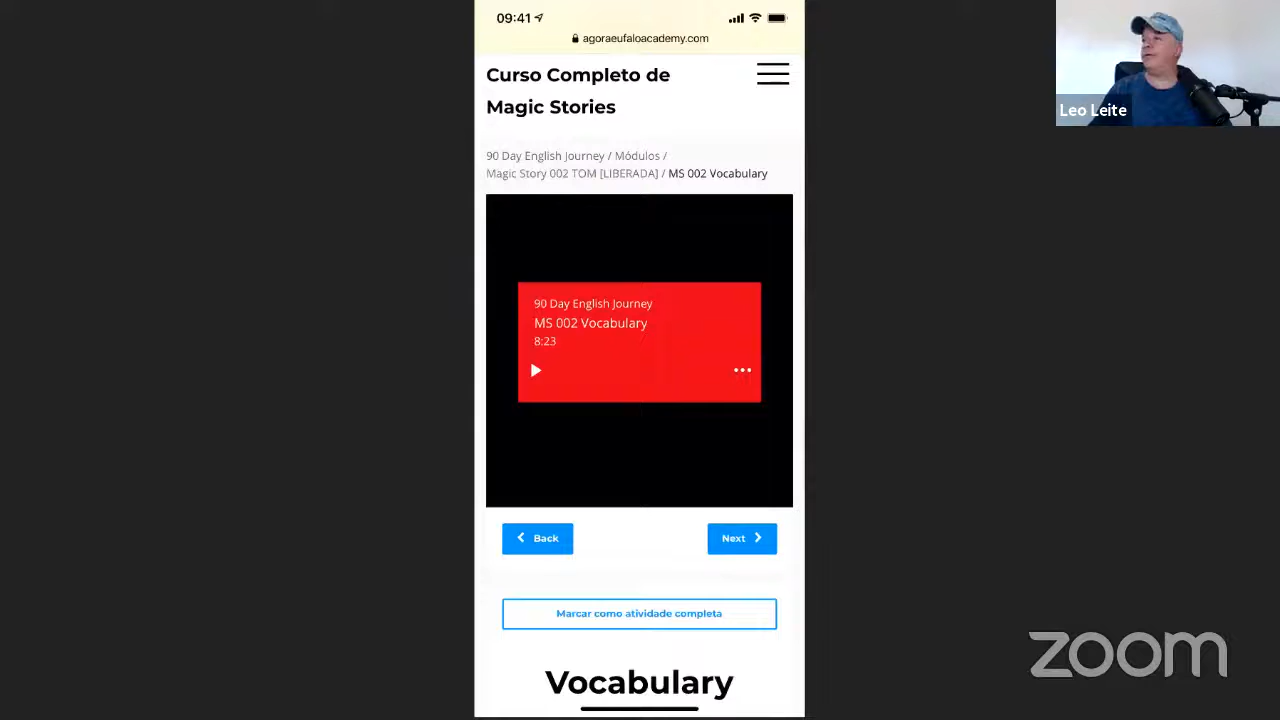 09:41
agoraeufaloacademy.com
Curso Completo de
Magic Stories
90 Day English Journey / Módulos /
Magic Story 002 TOM [LIBERADA] / MS 002 Vocabulary
90 Day English Journey
MS 002 Vocabulary
8:23
Back
Next
Marcar como atividade completa
Vocabulary
Leo Leite
zoom